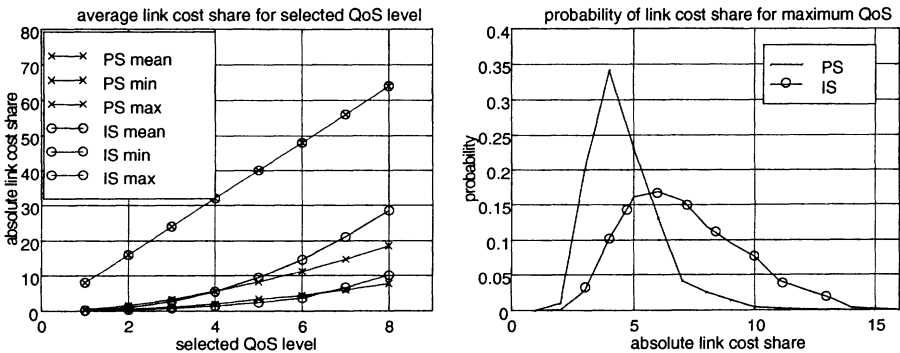 average link cost share for selected QoS level
80
70
60
50
40
30
20
10
0
absolute link cost share
PS mean
PS min
PS max
IS mean
IS min
IS max
0
2
4
6
8
selected QoS level
probability of link cost share for maximum QoS
0.4
0.35
0.3
0.25
0.2
0.15
0.1
0.05
0
probability
PS
IS
0
5
10
15
absolute link cost share